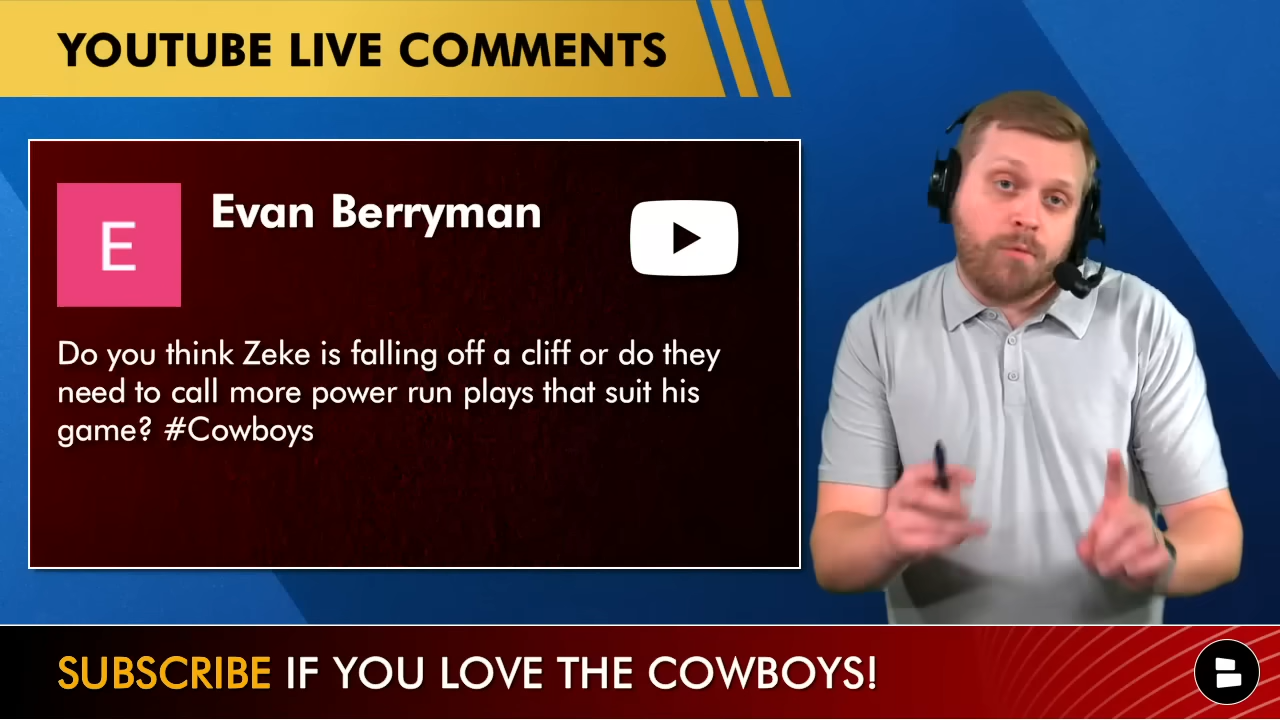 YOUTUBE LIVE COMMENTS
E
Evan Berryman
Do you think Zeke is falling off a cliff or do they
need to call more power run plays that suit his
game? #Cowboys
SUBSCRIBE IF YOU LOVE THE COWBOYS!